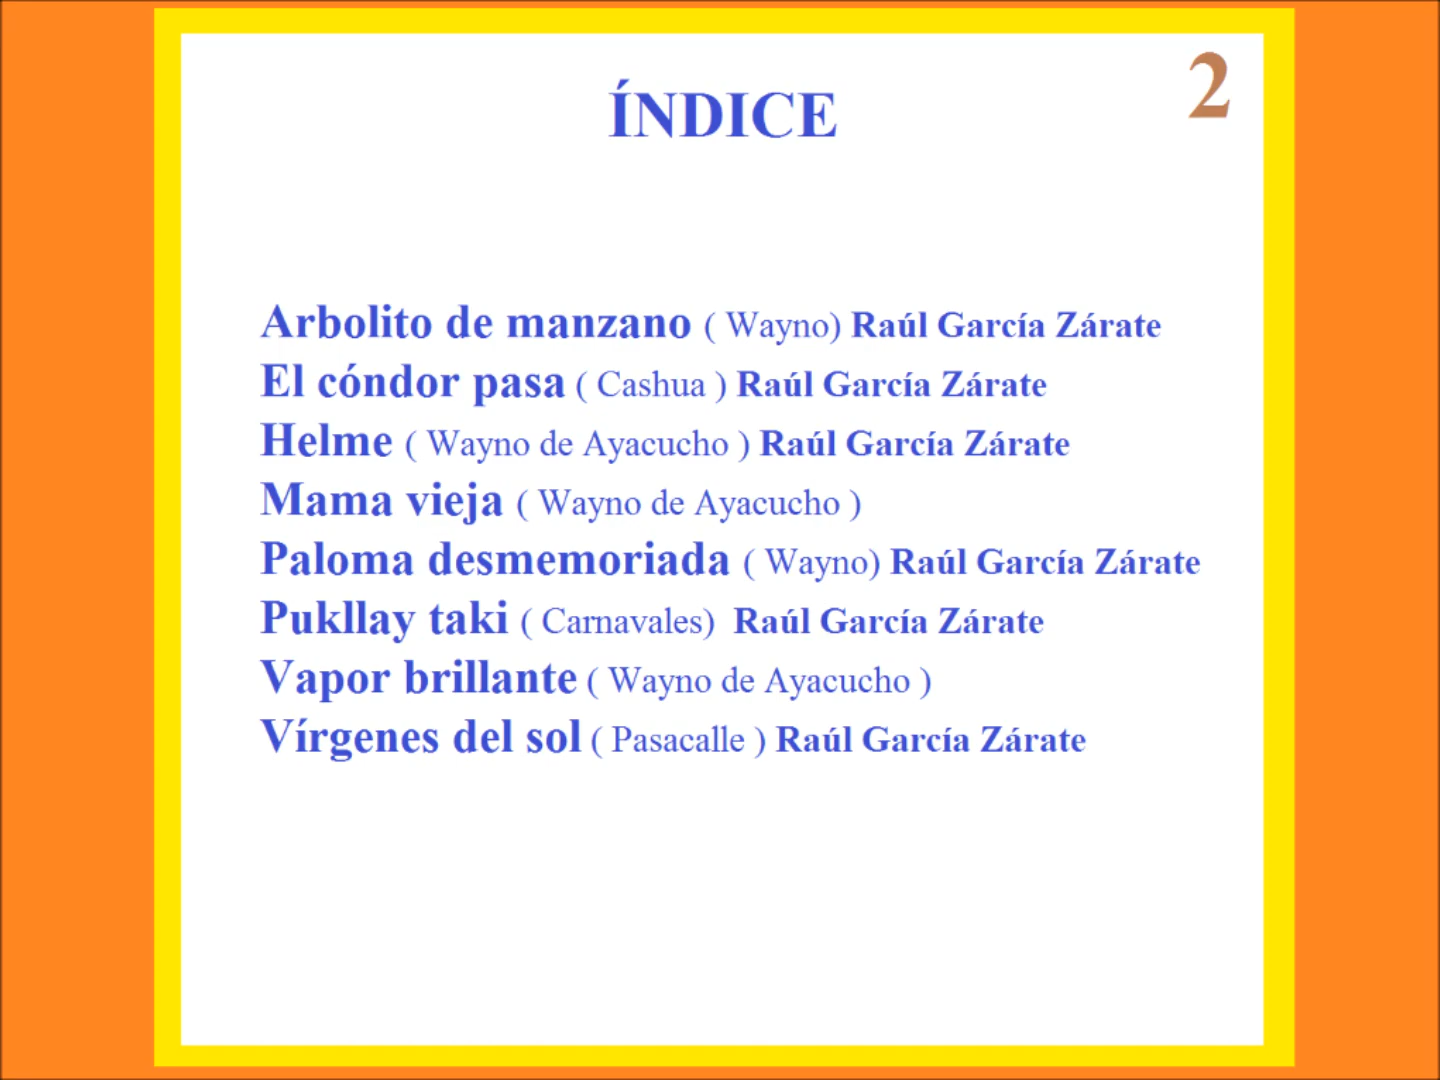 2
ÍNDICE
Arbolito de manzano ( Wayno) Raúl García Zárate
El cóndor pasa ( Cashua ) Raúl García Zárate
Helme ( Wayno de Ayacucho ) Raúl García Zárate
Mama vieja ( Wayno de Ayacucho )
Paloma desmemoriada ( Wayno) Raúl García Zárate
Pukllay taki ( Carnavales)  Raúl García Zárate
Vapor brillante ( Wayno de Ayacucho )
Vírgenes del sol ( Pasacalle ) Raúl García Zárate